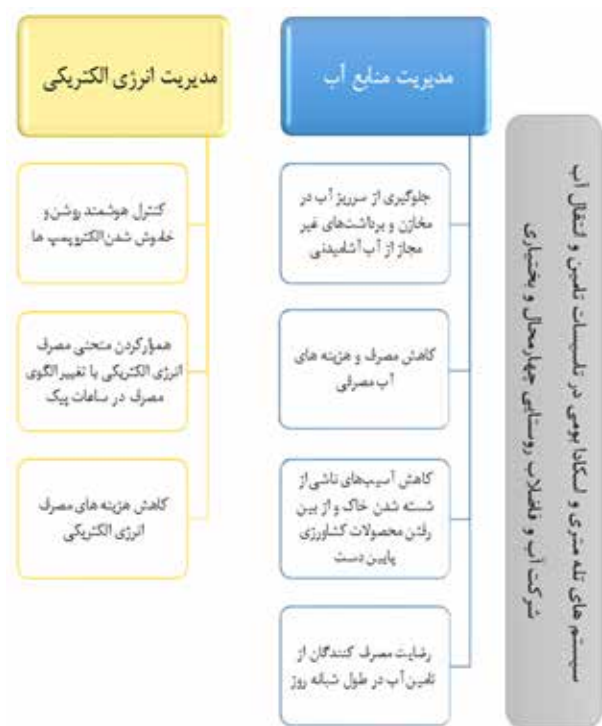 سیستم های تله متری و اسکادا بومی در تاسیسات تامین و انتقال آب
شرکت آب و فاضلاب روستایی چهارمحال و بختیاری
مدیریت منابع آب
جلوگیری از سرریز آب در
مخازن و برداشت‌های غیر
مجاز از آب آشامیدنی
کاهش مصرف و هزینه های
آب مصرفی
کاهش آسیب‌های ناشی از
شسته شدن خاک و از بین
رفتن محصولات کشاورزی
پایین دست
رضایت مصرف کنندگان از
تامین آب در طول شبانه روز
مدیریت انرژی الکتریکی
کنترل هوشمند روشن و
خاموش شدن الکتروپمپ ها
هموارکردن منحنی مصرف
انرژی الکتریکی با تغییر الگوی
مصرف در ساعات پیک
کاهش هزینه های مصرف
انرژی الکتریکی